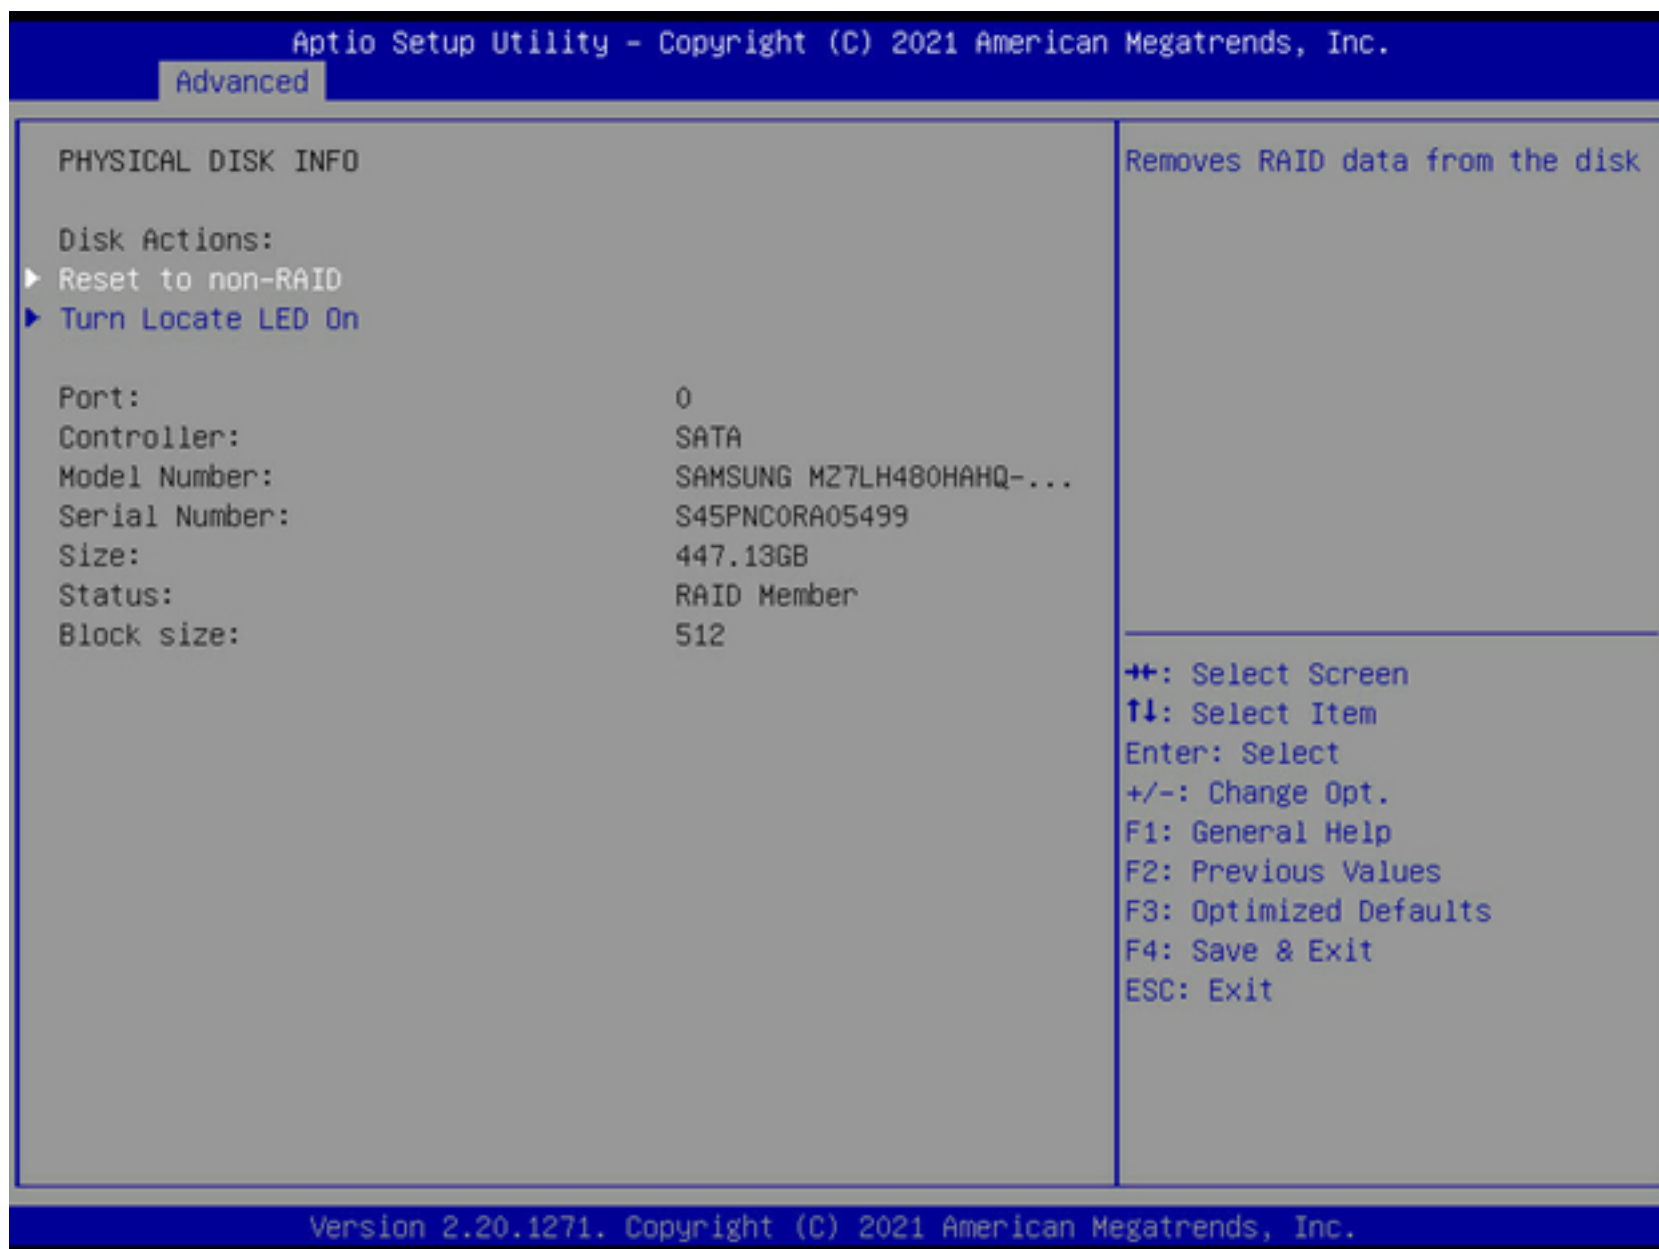 Aptio Setup Utility – Copyright (C) 2021 American Megatrends, Inc.
Advanced
PHYSICAL DISK INFO
Disk Actions:
Reset to non-RAID
Turn Locate LED On
Port: 0
Controller: SATA
Model Number: SAMSUNG MZ7LH480HAHQ-...
Serial Number: S45PNC0RA05499
Size: 447.13GB
Status: RAID Member
Block size: 512
Removes RAID data from the disk
→←: Select Screen
↑↓: Select Item
Enter: Select
+/-: Change Opt.
F1: General Help
F2: Previous Values
F3: Optimized Defaults
F4: Save & Exit
ESC: Exit
Version 2.20.1271. Copyright (C) 2021 American Megatrends, Inc.